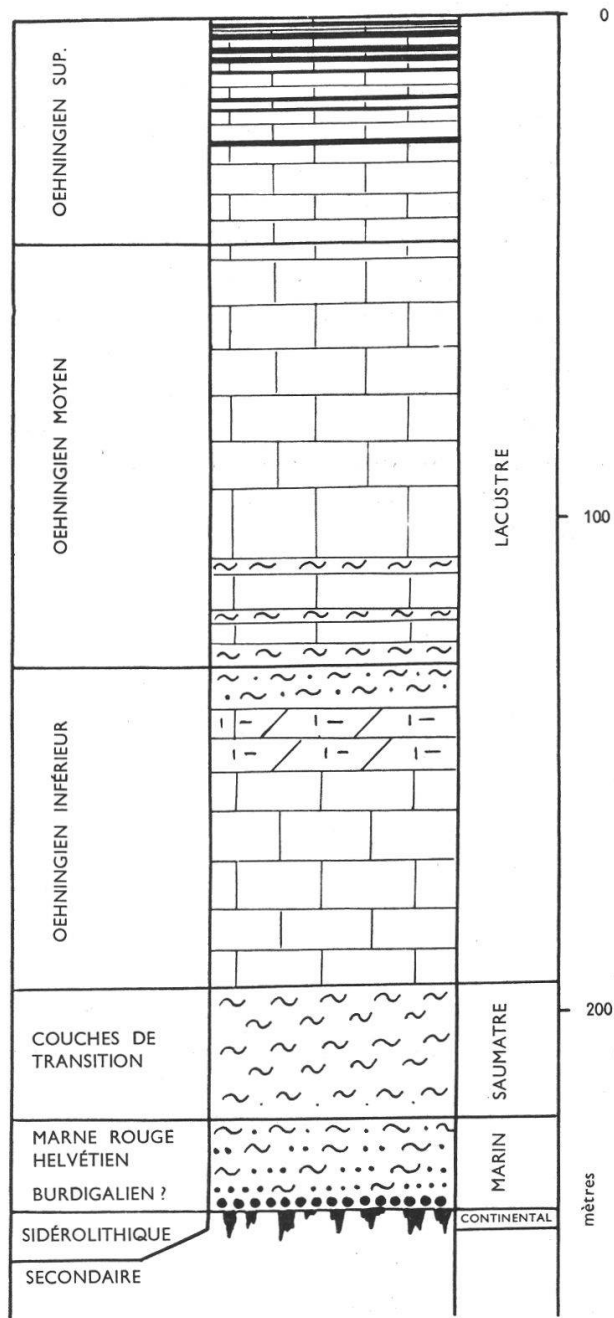 0
OEHNINGIEN SUP.
OEHNINGIEN MOYEN
LACUSTRE
100
OEHNINGIEN INFÉRIEUR
200
COUCHES DE
TRANSITION
SAUMATRE
MARNE ROUGE
HELVÉTIEN
BURDIGALIEN ?
MARIN
mètres
CONTINENTAL
SIDÉROLITHIQUE
SECONDAIRE